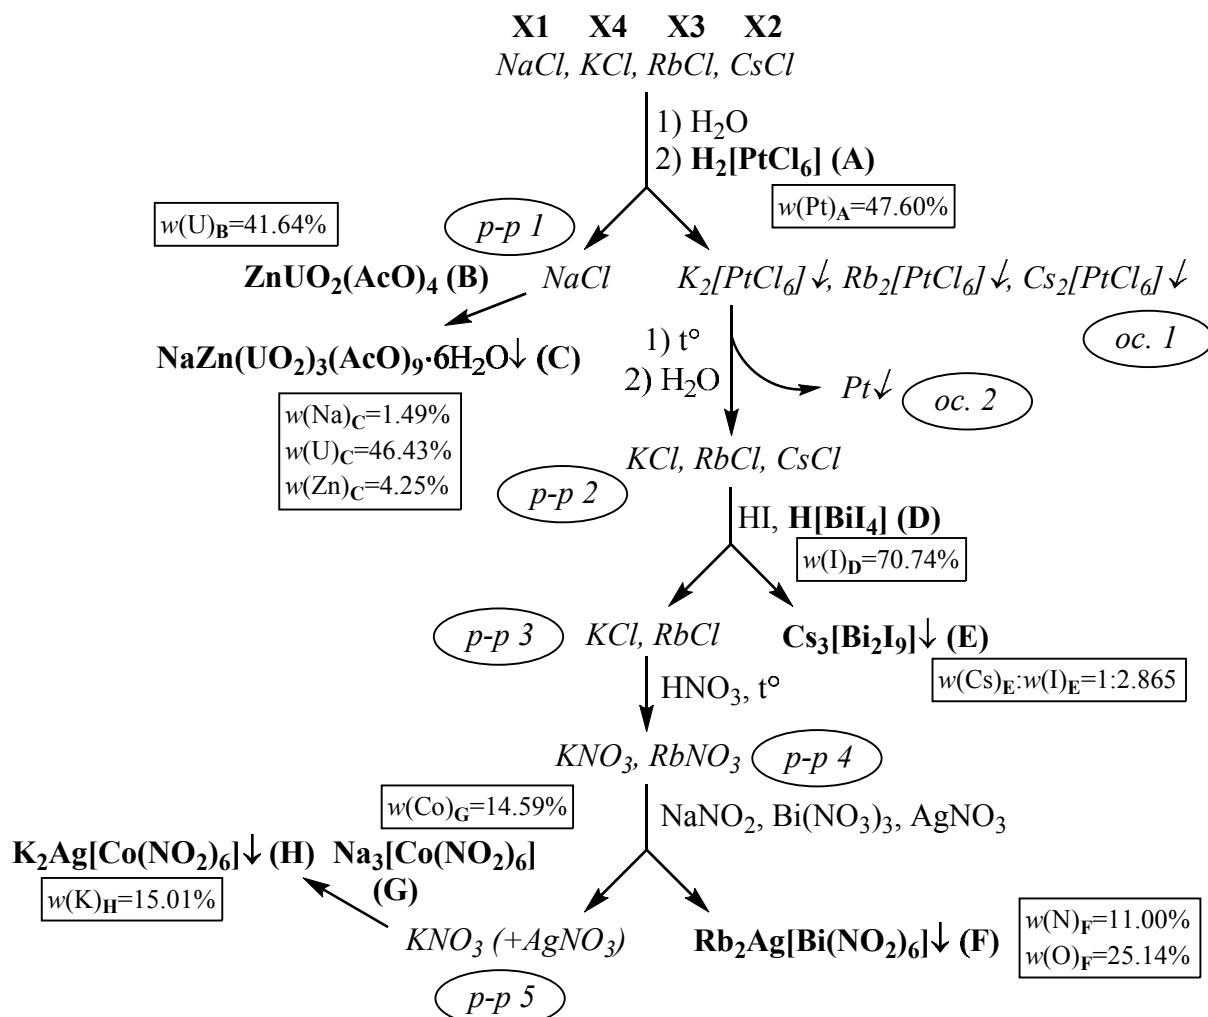 X1 X4 X3 X2
NaCl, KCl, RbCl, CsCl
1) H₂O
2) H₂[PtCl₆] (A)
w(Pt)A=47.60%
w(U)B=41.64%
p-p 1
ZnUO₂(AcO)₄ (B)
NaCl
K₂[PtCl₆]↓, Rb₂[PtCl₆]↓, Cs₂[PtCl₆]↓
oc. 1
NaZn(UO₂)₃(AcO)₉·6H₂O↓ (C)
1) t°
2) H₂O
Pt↓
oc. 2
w(Na)C=1.49%
w(U)C=46.43%
w(Zn)C=4.25%
KCl, RbCl, CsCl
p-p 2
HI, H[BiI₄] (D)
w(I)D=70.74%
p-p 3
KCl, RbCl
Cs₃[Bi₂I₉]↓ (E)
w(Cs)E:w(I)E=1:2.865
HNO₃, t°
KNO₃, RbNO₃
p-p 4
w(Co)G=14.59%
NaNO₂, Bi(NO₃)₃, AgNO₃
K₂Ag[Co(NO₂)₆]↓ (H)
Na₃[Co(NO₂)₆]
(G)
w(K)H=15.01%
KNO₃ (+AgNO₃)
Rb₂Ag[Bi(NO₂)₆]↓ (F)
w(N)F=11.00%
w(O)F=25.14%
p-p 5